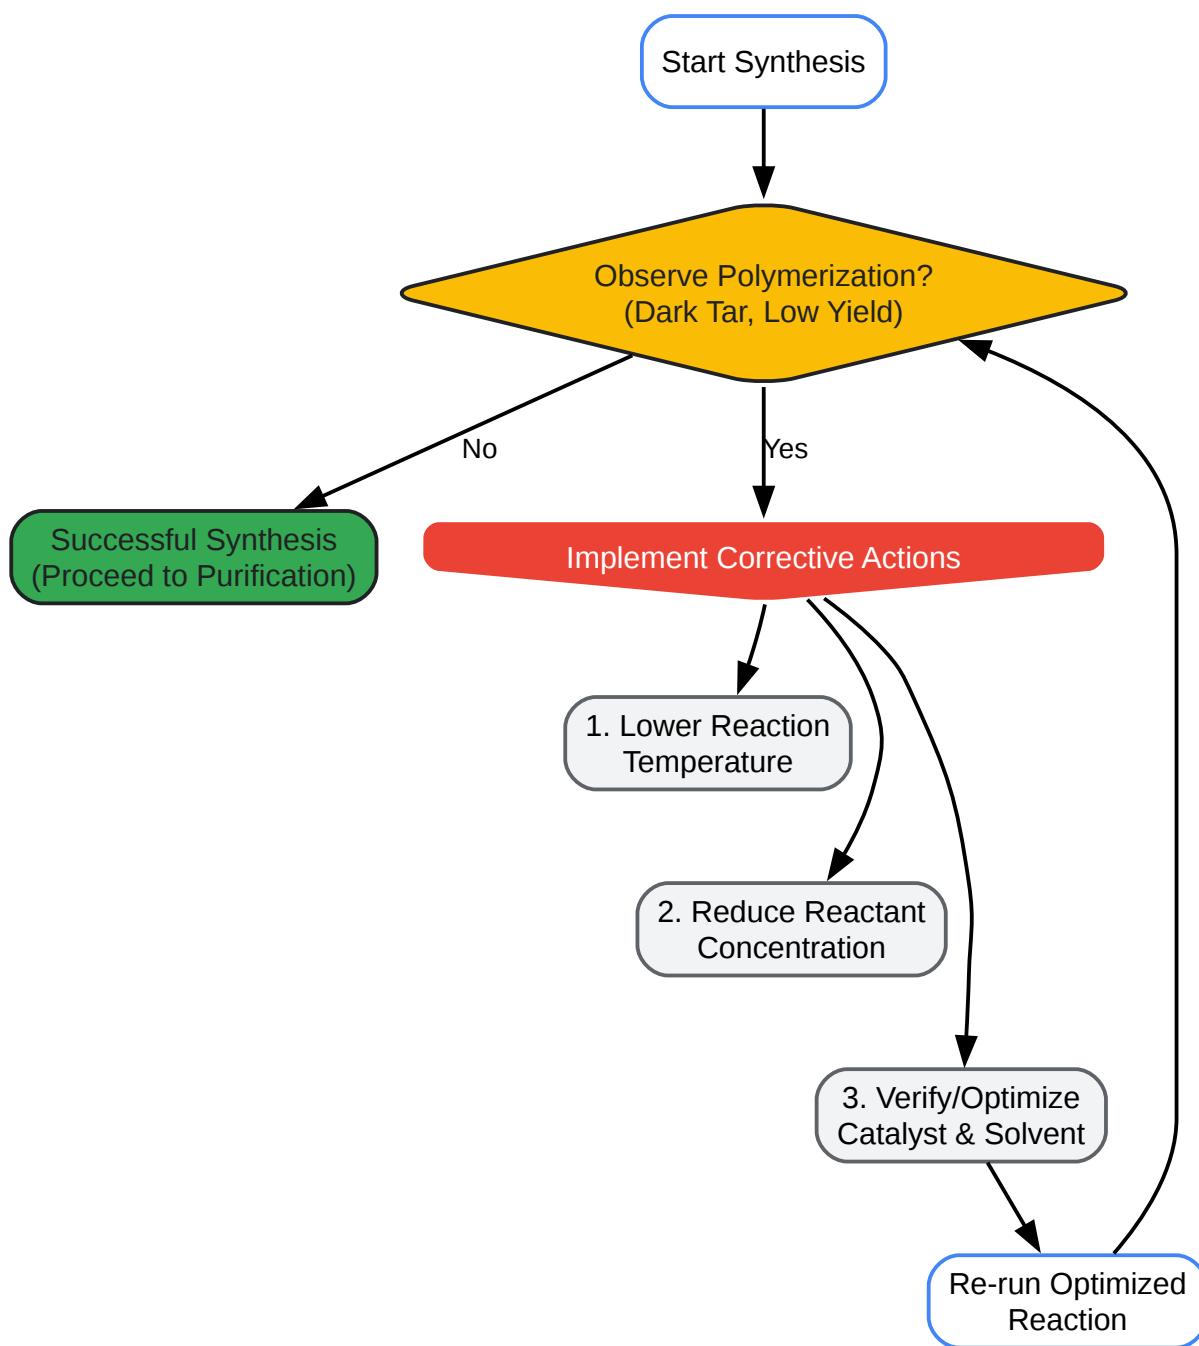 Start Synthesis
Observe Polymerization?
(Dark Tar, Low Yield)
No
Yes
Successful Synthesis
(Proceed to Purification)
Implement Corrective Actions
1. Lower Reaction
Temperature
2. Reduce Reactant
Concentration
3. Verify/Optimize
Catalyst & Solvent
Re-run Optimized
Reaction